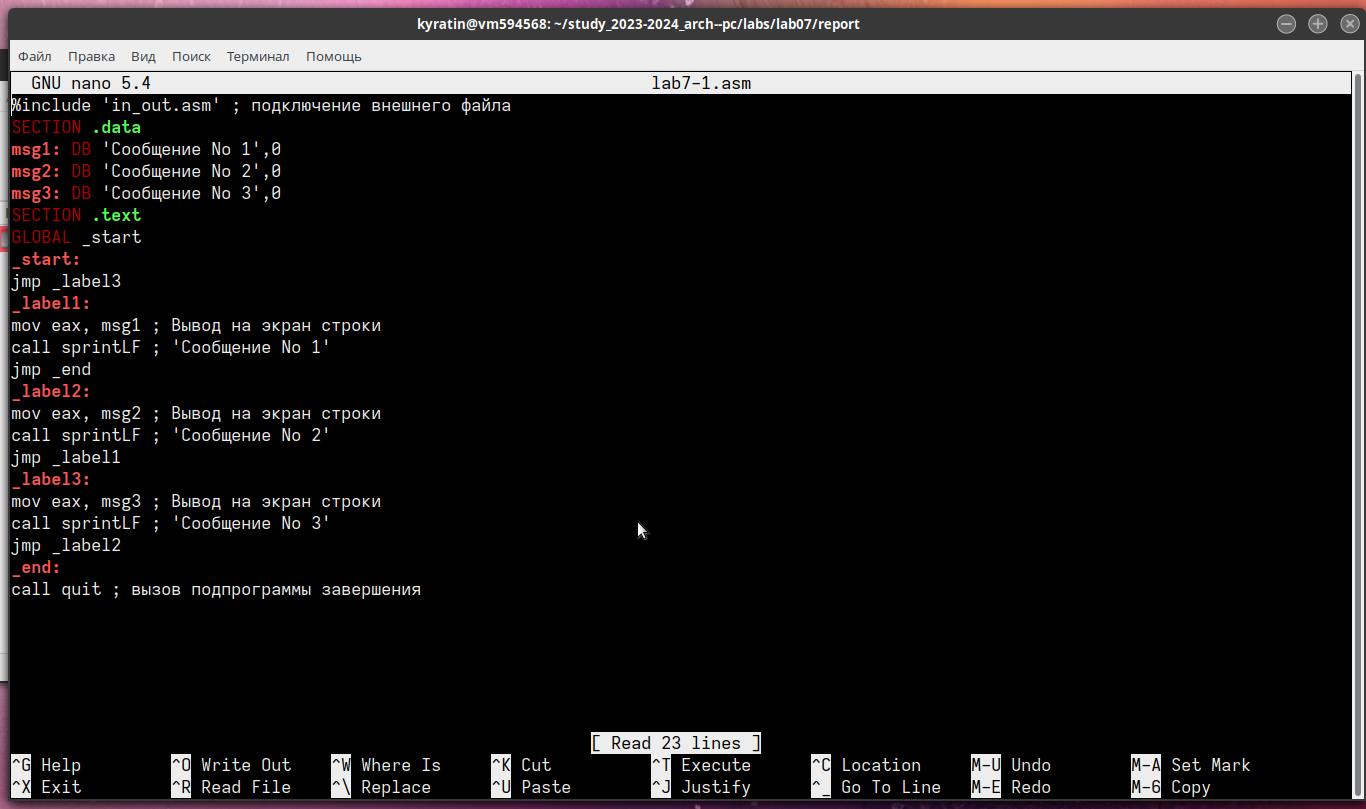 kyratin@vm594568: ~/study_2023-2024_arch--pc/labs/lab07/report
Файл Правка Вид Поиск Терминал Помощь
GNU nano 5.4 lab7-1.asm
%include 'in_out.asm' ; подключение внешнего файла
SECTION .data
msg1: DB 'Сообщение No 1',0
msg2: DB 'Сообщение No 2',0
msg3: DB 'Сообщение No 3',0
SECTION .text
GLOBAL _start
_start:
jmp _label3
_label1:
mov eax, msg1 ; Вывод на экран строки
call sprintLF ; 'Сообщение No 1'
jmp _end
_label2:
mov eax, msg2 ; Вывод на экран строки
call sprintLF ; 'Сообщение No 2'
jmp _label1
_label3:
mov eax, msg3 ; Вывод на экран строки
call sprintLF ; 'Сообщение No 3'
jmp _label2
_end:
call quit ; вызов подпрограммы завершения
[ Read 23 lines ]
^G Help ^O Write Out ^W Where Is ^K Cut ^T Execute ^C Location M-U Undo M-A Set Mark
^X Exit ^R Read File ^\ Replace ^U Paste ^J Justify ^_ Go To Line M-E Redo M-6 Copy